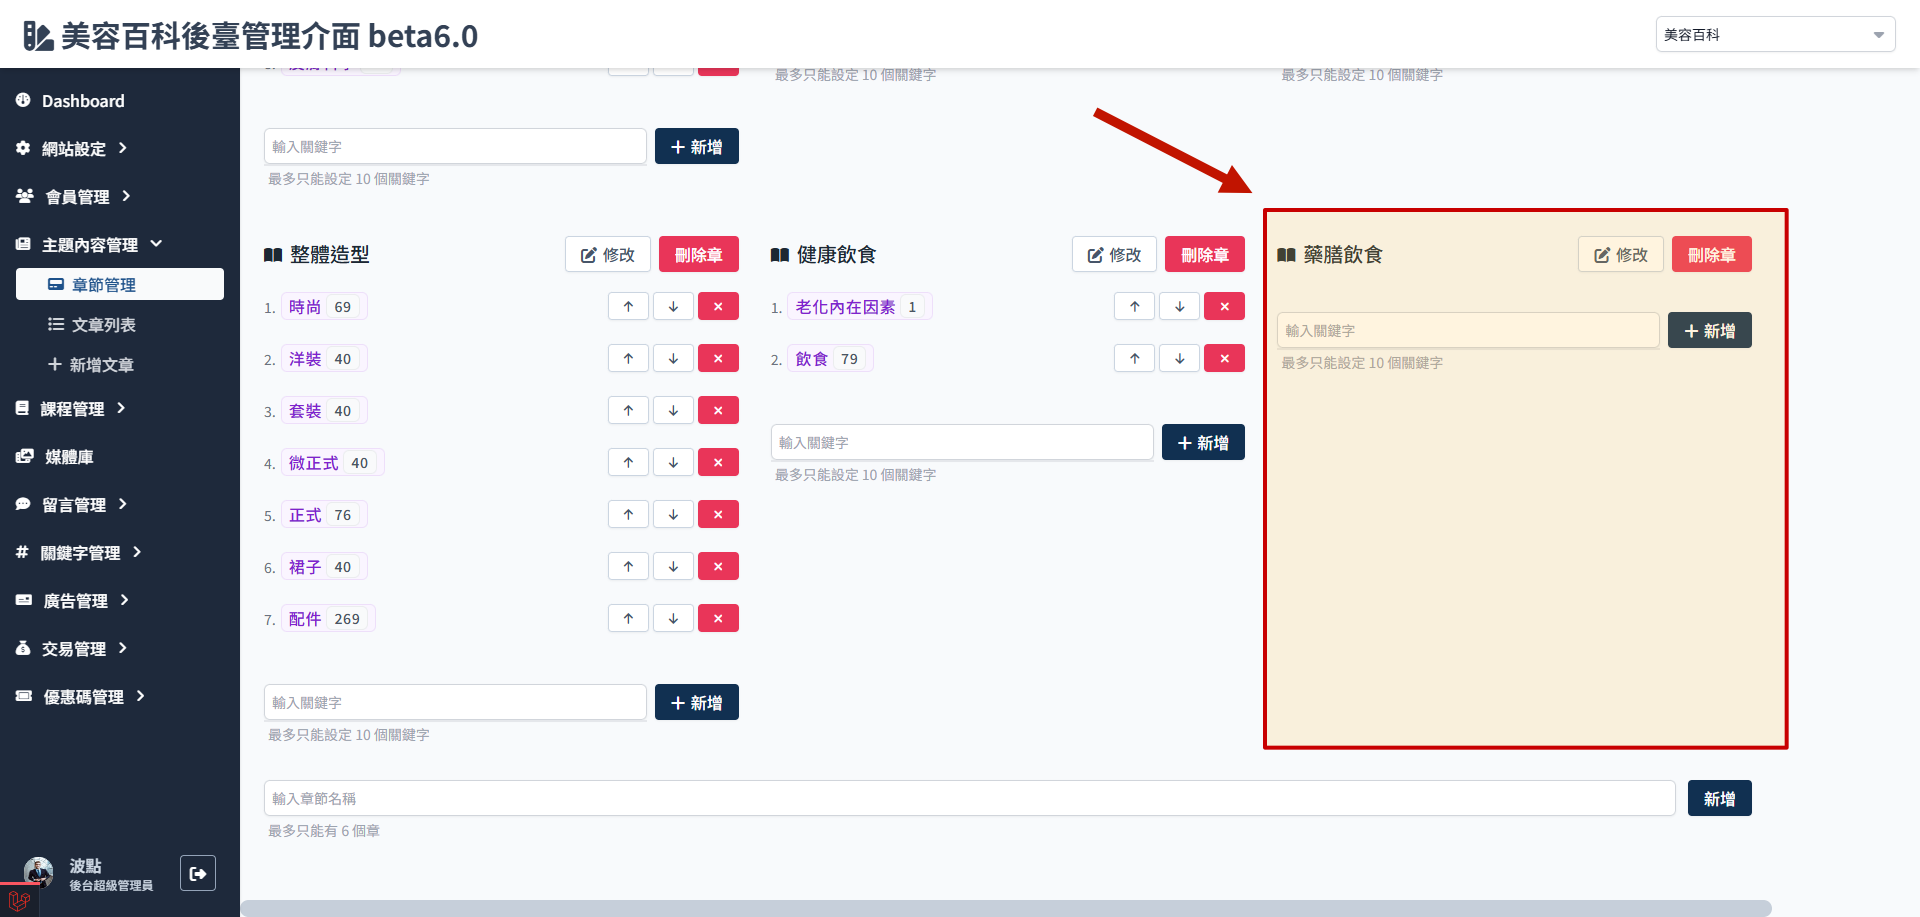 美容百科後臺管理介面 beta6.0
美容百科
Dashboard
網站設定
會員管理
主題內容管理
章節管理
文章列表
新增文章
課程管理
媒體庫
留言管理
關鍵字管理
廣告管理
交易管理
優惠碼管理
波點
後台超級管理員
最多只能設定 10 個關鍵字
最多只能設定 10 個關鍵字
輸入關鍵字
新增
最多只能設定 10 個關鍵字
整體造型
修改
刪除章
1. 時尚 69
2. 洋裝 40
3. 套裝 40
4. 微正式 40
5. 正式 76
6. 裙子 40
7. 配件 269
輸入關鍵字
新增
最多只能設定 10 個關鍵字
健康飲食
修改
刪除章
1. 老化內在因素 1
2. 飲食 79
輸入關鍵字
新增
最多只能設定 10 個關鍵字
藥膳飲食
修改
刪除章
輸入關鍵字
新增
最多只能設定 10 個關鍵字
輸入章節名稱
新增
最多只能有 6 個章